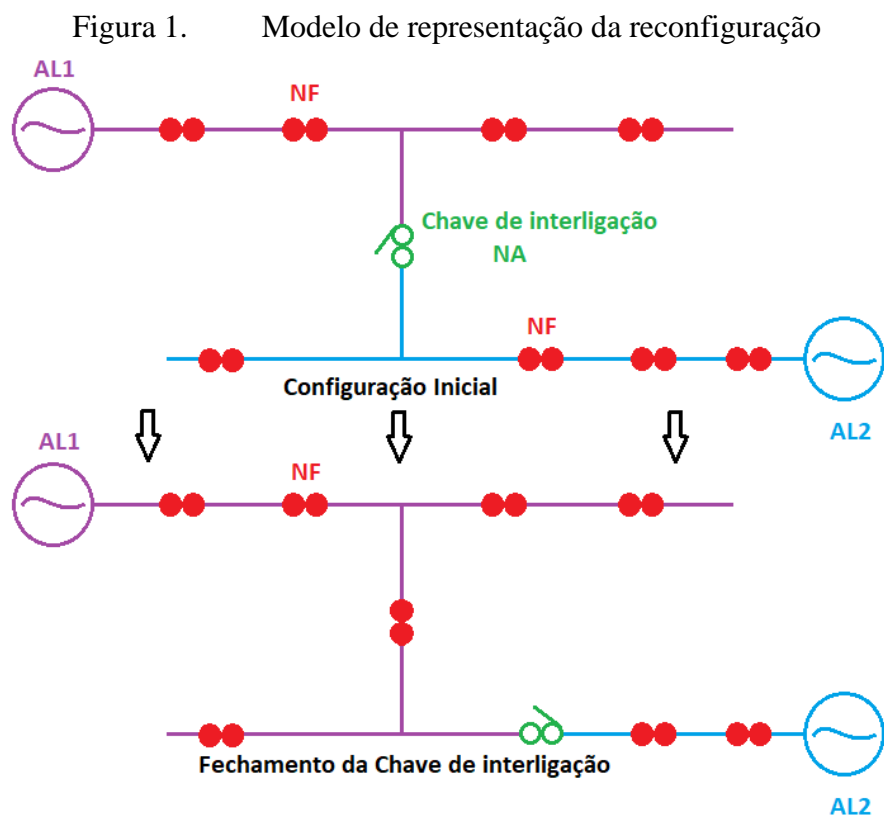 Figura 1. Modelo de representação da reconfiguração
AL1
NF
Chave de interligação
NA
NF
Configuração Inicial
AL2
AL1
NF
Fechamento da Chave de interligação
AL2